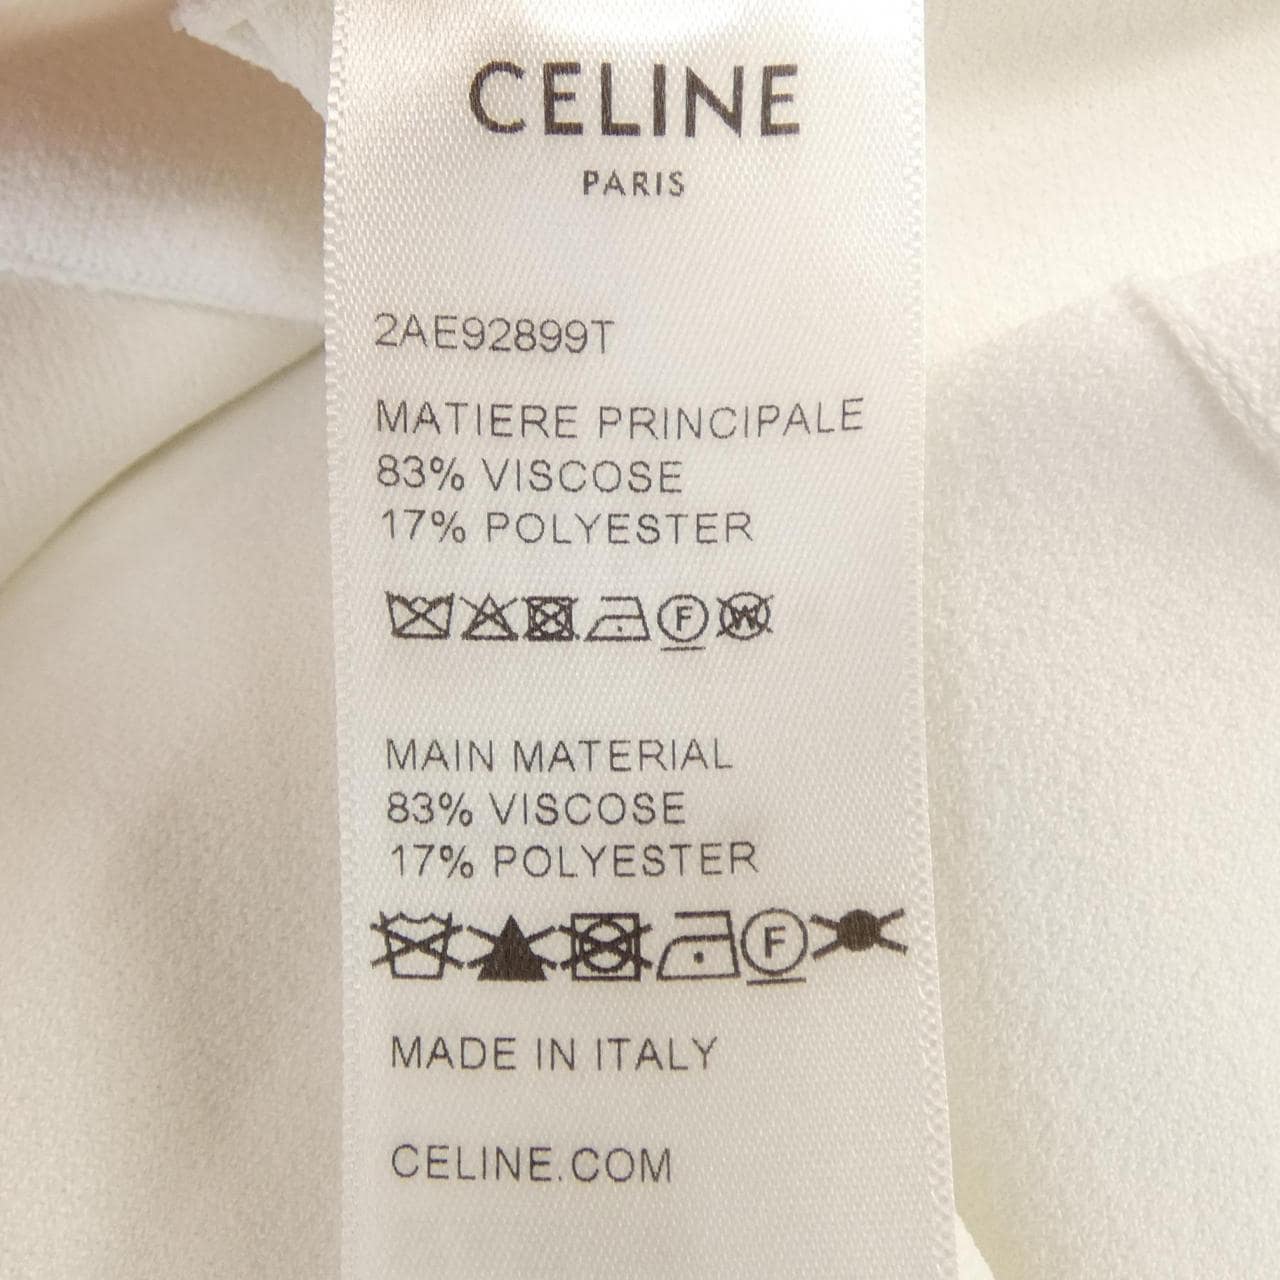 CELINE
PARIS
2AE92899T
MATIERE PRINCIPALE
83% VISCOSE
17% POLYESTER
F W
MAIN MATERIAL
83% VISCOSE
17% POLYESTER
F
MADE IN ITALY
CELINE.COM